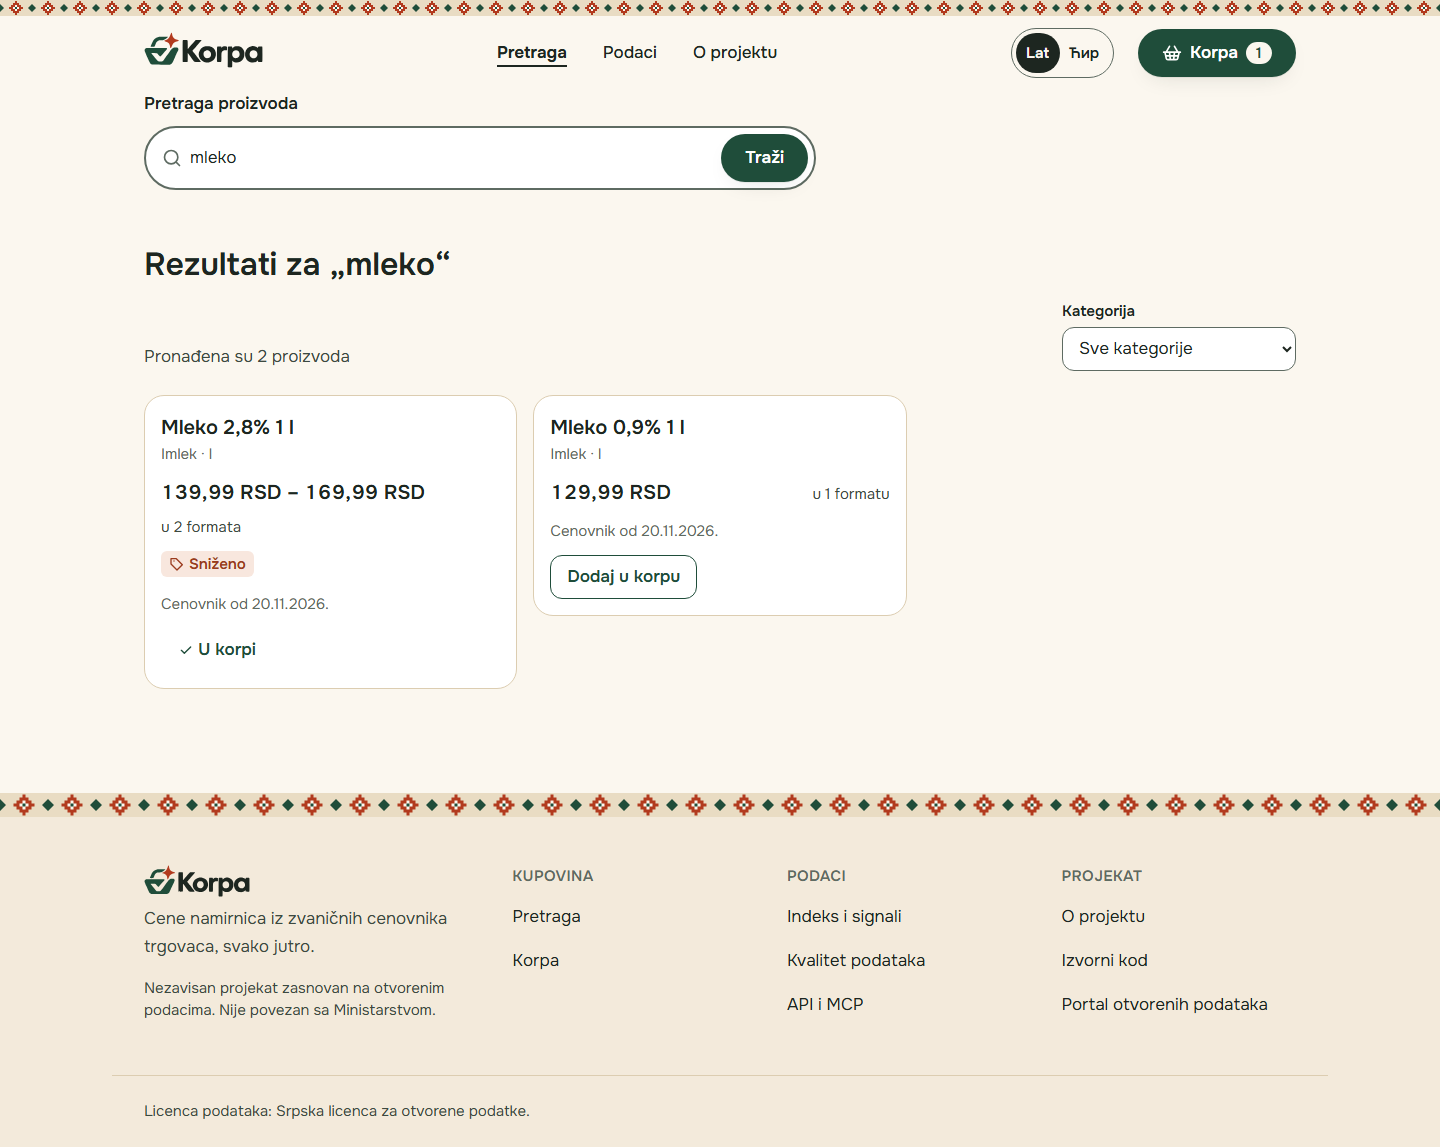 Korpa
Pretraga
Podaci
O projektu
Lat
Ћир
Korpa 1
Pretraga proizvoda
mleko
Traži
Rezultati za „mleko“
Kategorija
Sve kategorije
Pronađena su 2 proizvoda
Mleko 2,8% 1 l
Imlek · l
139,99 RSD – 169,99 RSD
u 2 formata
Sniženo
Cenovnik od 20.11.2026.
U korpi
Mleko 0,9% 1 l
Imlek · l
129,99 RSD
u 1 formatu
Cenovnik od 20.11.2026.
Dodaj u korpu
Korpa
Cene namirnica iz zvaničnih cenovnika
trgovaca, svako jutro.
Nezavisan projekat zasnovan na otvorenim
podacima. Nije povezan sa Ministarstvom.
KUPOVINA
Pretraga
Korpa
PODACI
Indeks i signali
Kvalitet podataka
API i MCP
PROJEKAT
O projektu
Izvorni kod
Portal otvorenih podataka
Licenca podataka: Srpska licenca za otvorene podatke.